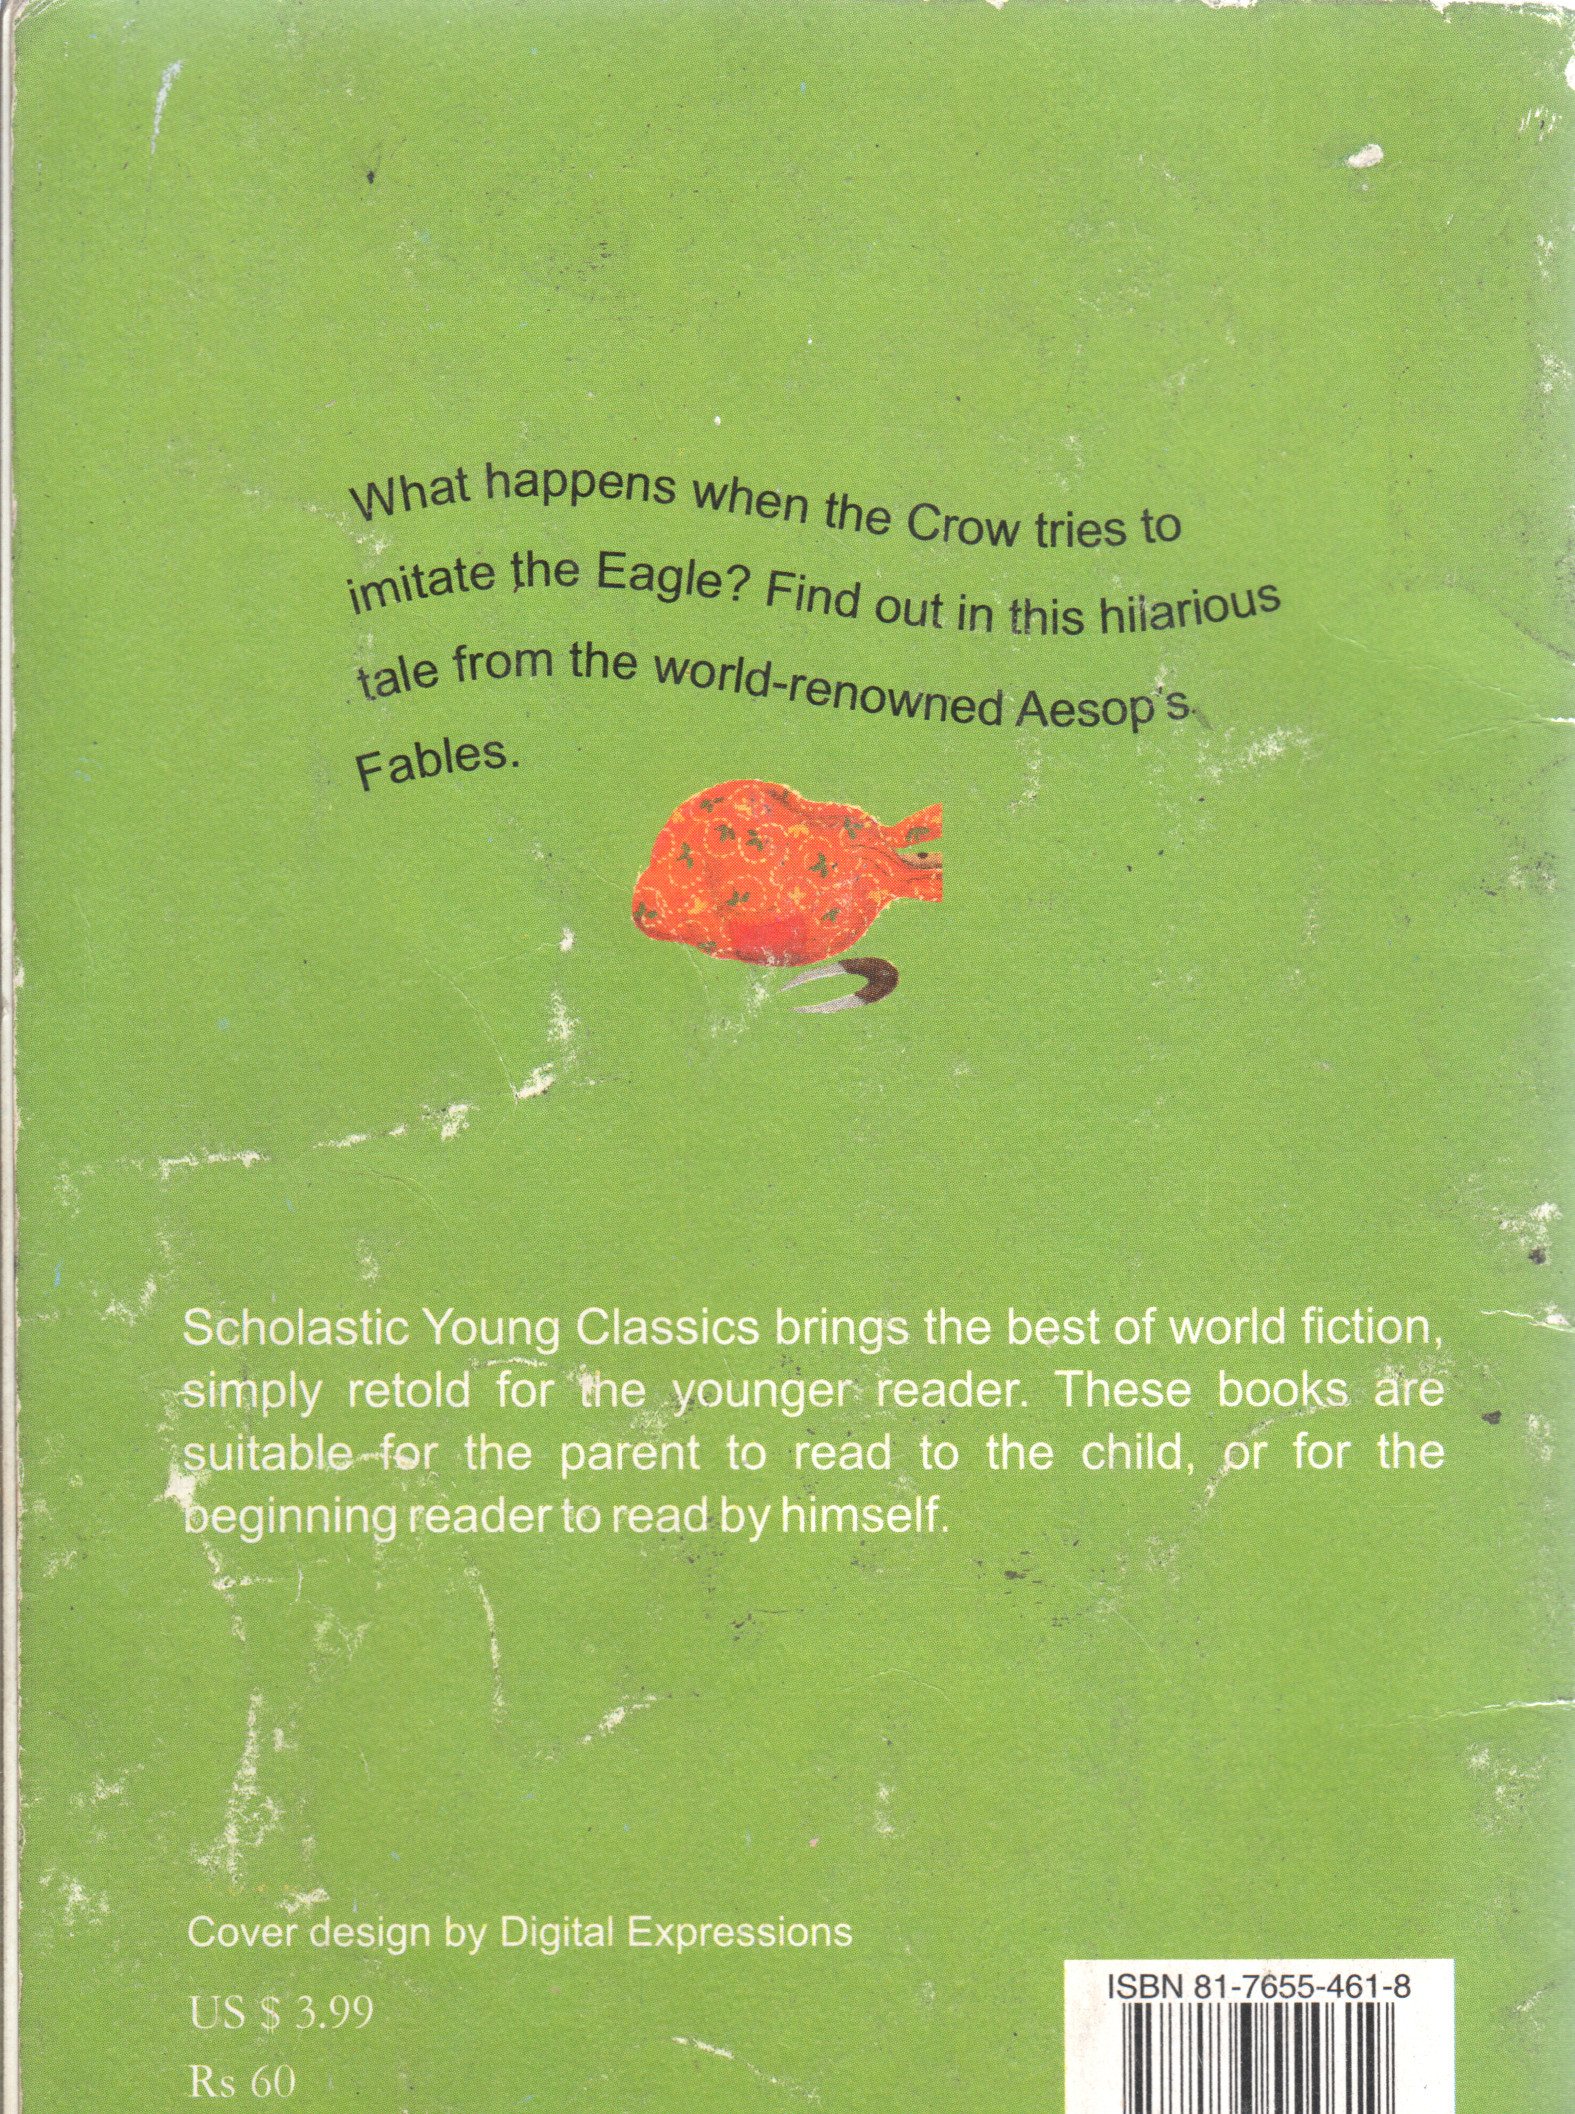 What happens when the Crow tries to
imitate the Eagle? Find out in this hilarious
tale from the world-renowned Aesop's
Fables.
Scholastic Young Classics brings the best of world fiction,
simply retold for the younger reader. These books are
suitable for the parent to read to the child, or for the
beginning reader to read by himself.
Cover design by Digital Expressions
US $ 3.99
Rs 60
ISBN 81-7655-461-8